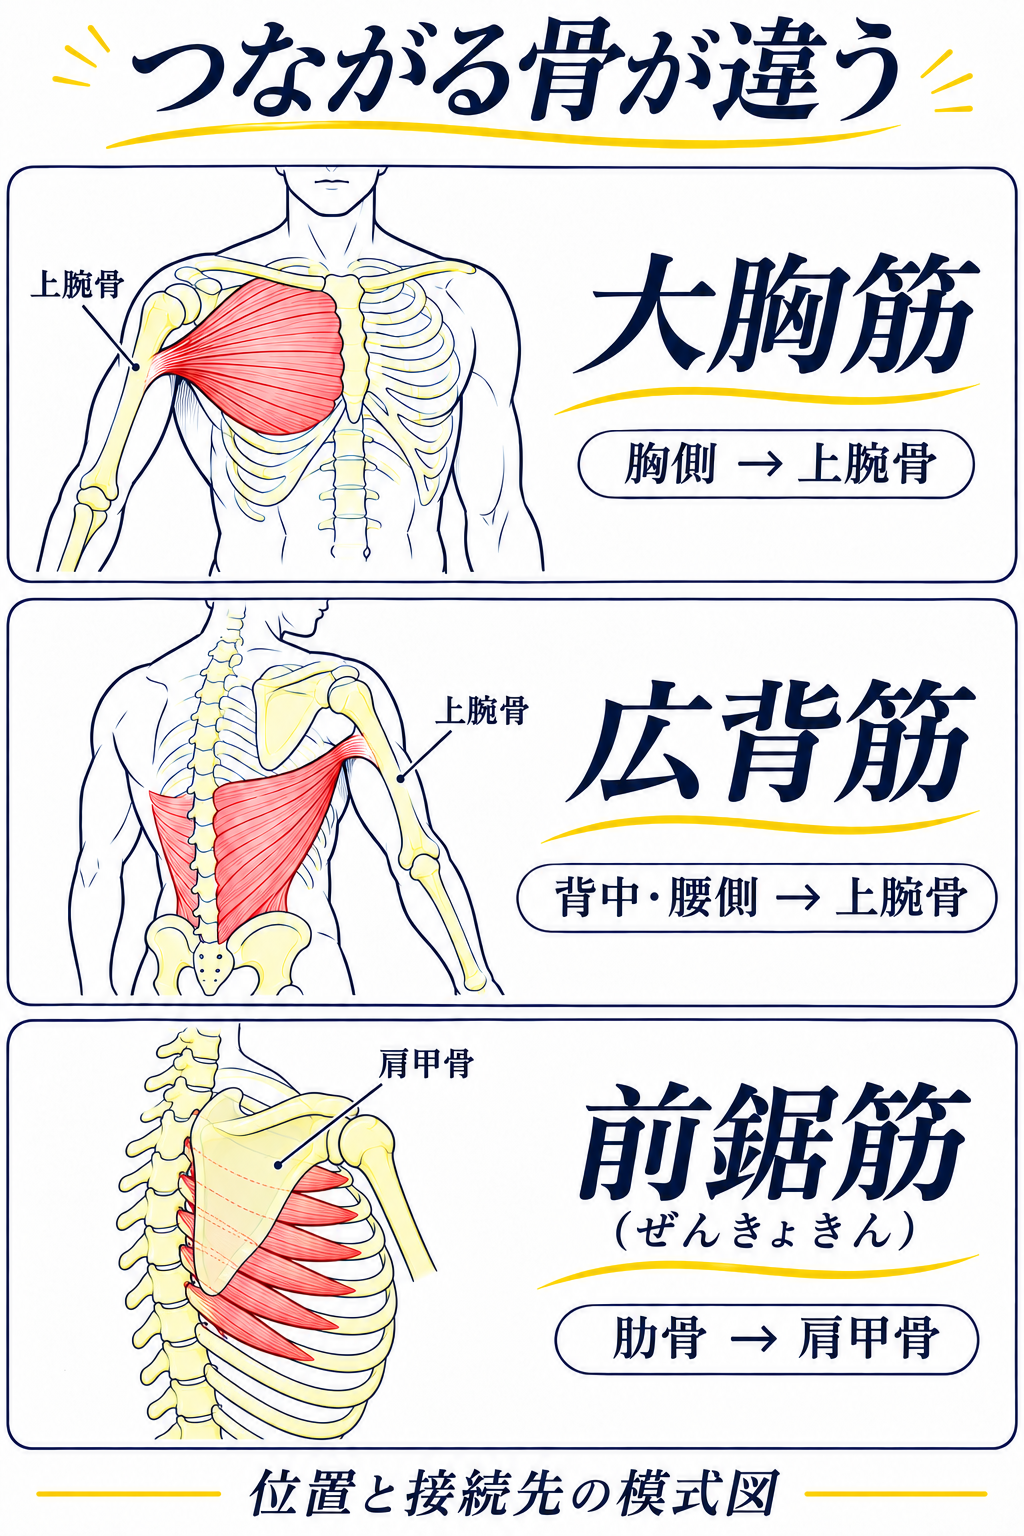 つながる骨が違う
上腕骨
大胸筋
胸側 → 上腕骨
上腕骨
広背筋
背中・腰側 → 上腕骨
肩甲骨
前鋸筋
(ぜんきょきん)
肋骨 → 肩甲骨
位置と接続先の模式図